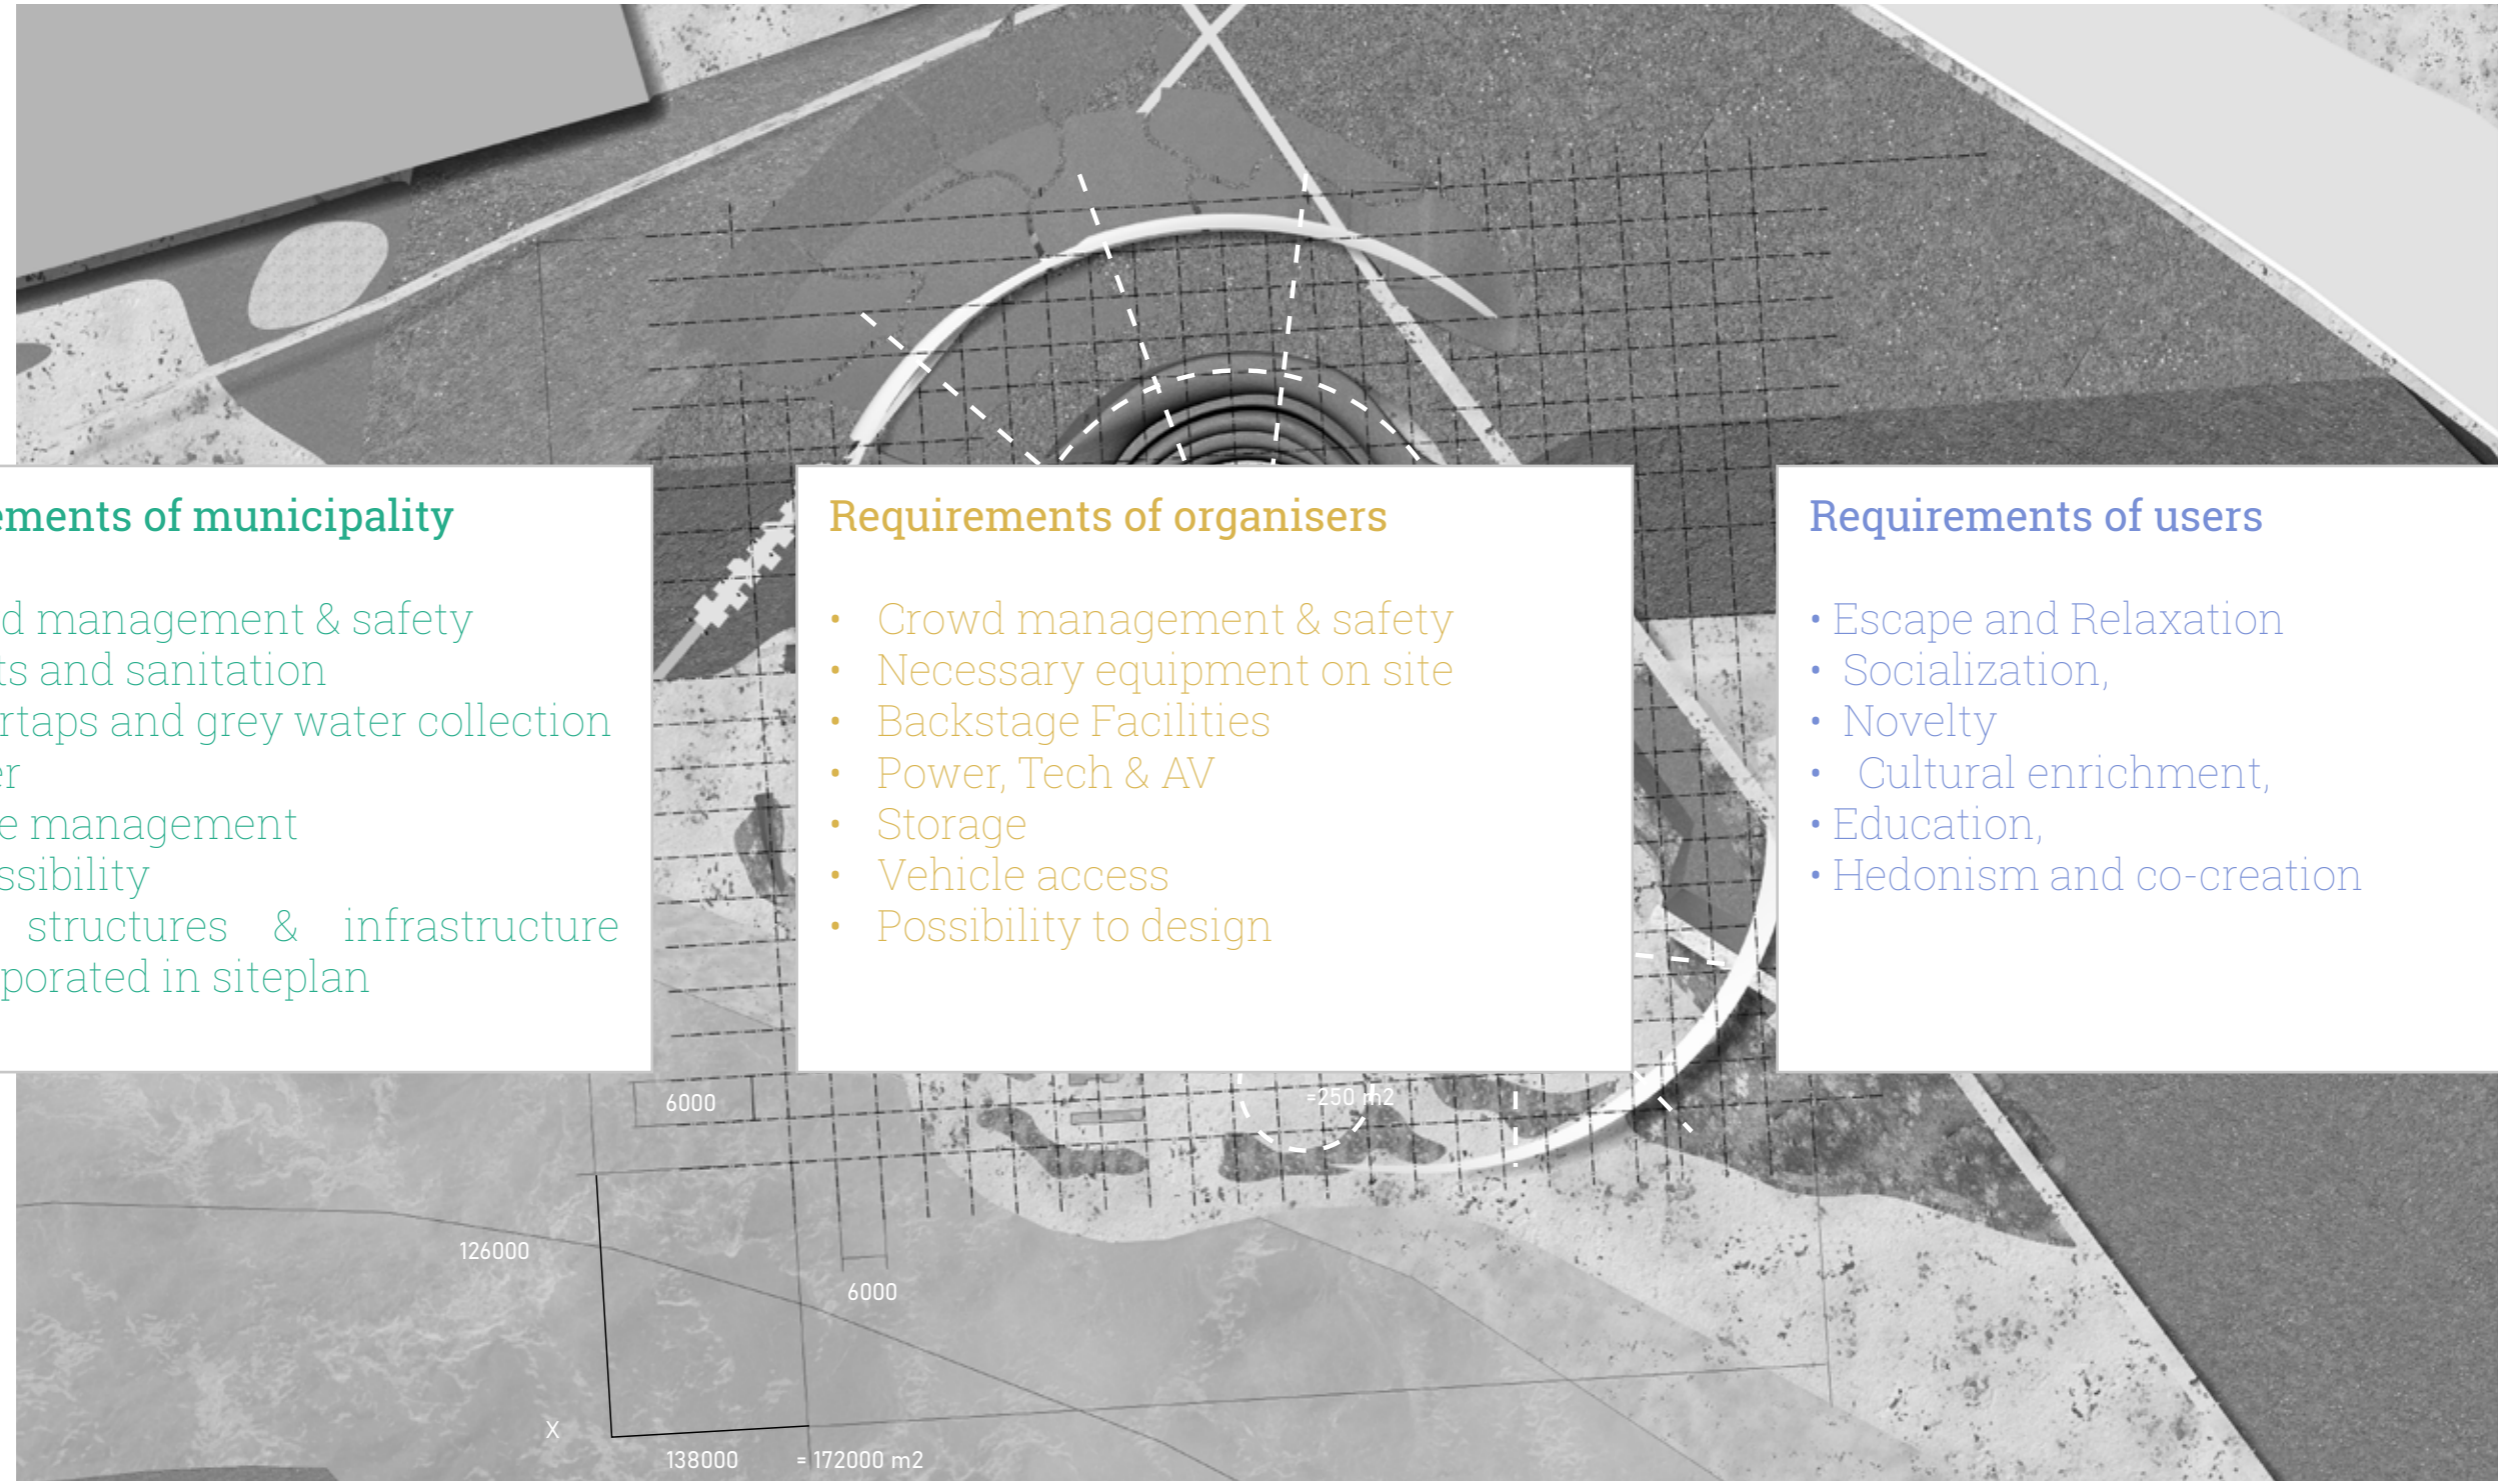 ements of municipality
d management & safety
ts and sanitation
rtaps and grey water collection
er
e management
ssibility
structures & infrastructure
porated in siteplan
Requirements of organisers
• Crowd management & safety
• Necessary equipment on site
• Backstage Facilities
• Power, Tech & AV
• Storage
• Vehicle access
• Possibility to design
Requirements of users
• Escape and Relaxation
• Socialization,
• Novelty
• Cultural enrichment,
• Education,
• Hedonism and co-creation
6000
=250 m2
126000
6000
X
138000 = 172000 m2